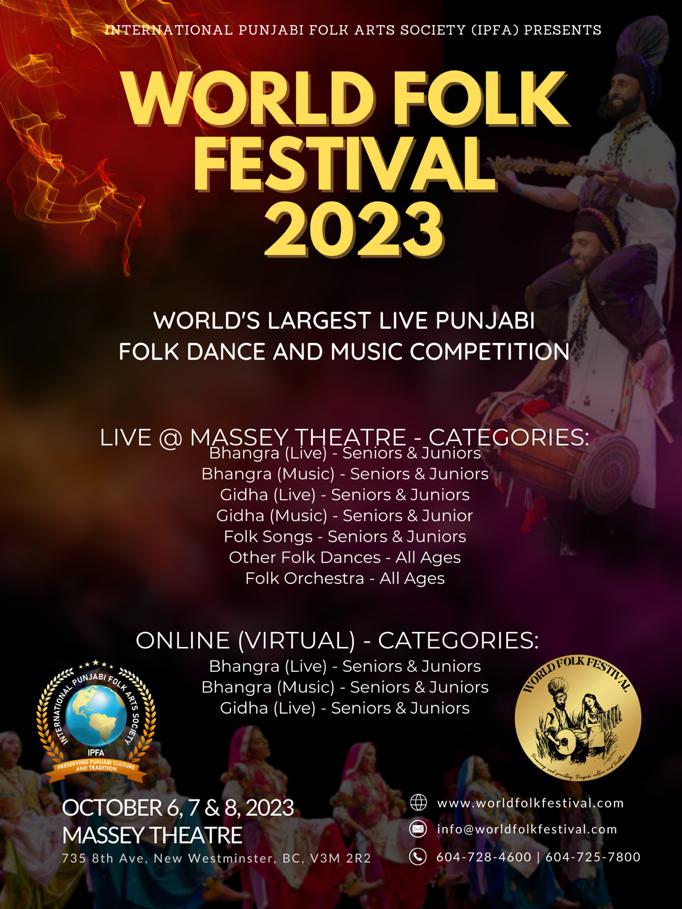 INTERNATIONAL PUNJABI FOLK ARTS SOCIETY (IPFA) PRESENTS
WORLD FOLK
FESTIVAL
2023
WORLD'S LARGEST LIVE PUNJABI
FOLK DANCE AND MUSIC COMPETITION
LIVE @ MASSEY THEATRE - CATEGORIES:
Bhangra (Live) - Seniors & Juniors
Bhangra (Music) - Seniors & Juniors
Gidha (Live) - Seniors & Juniors
Gidha (Music) - Seniors & Junior
Folk Songs - Seniors & Juniors
Other Folk Dances - All Ages
Folk Orchestra - All Ages
ONLINE (VIRTUAL) - CATEGORIES:
Bhangra (Live) - Seniors & Juniors
Bhangra (Music) - Seniors & Juniors
Gidha (Live) - Seniors & Juniors
INTERNATIONAL PUNJABI FOLK ARTS SOCIETY
IPFA
PRESERVING PUNJABI CULTURE
AND TRADITION
WORLD FOLK FESTIVAL
OCTOBER 6, 7 & 8, 2023
MASSEY THEATRE
735 8th Ave, New Westminster, BC, V3M 2R2
www.worldfolkfestival.com
info@worldfolkfestival.com
604-728-4600 | 604-725-7800